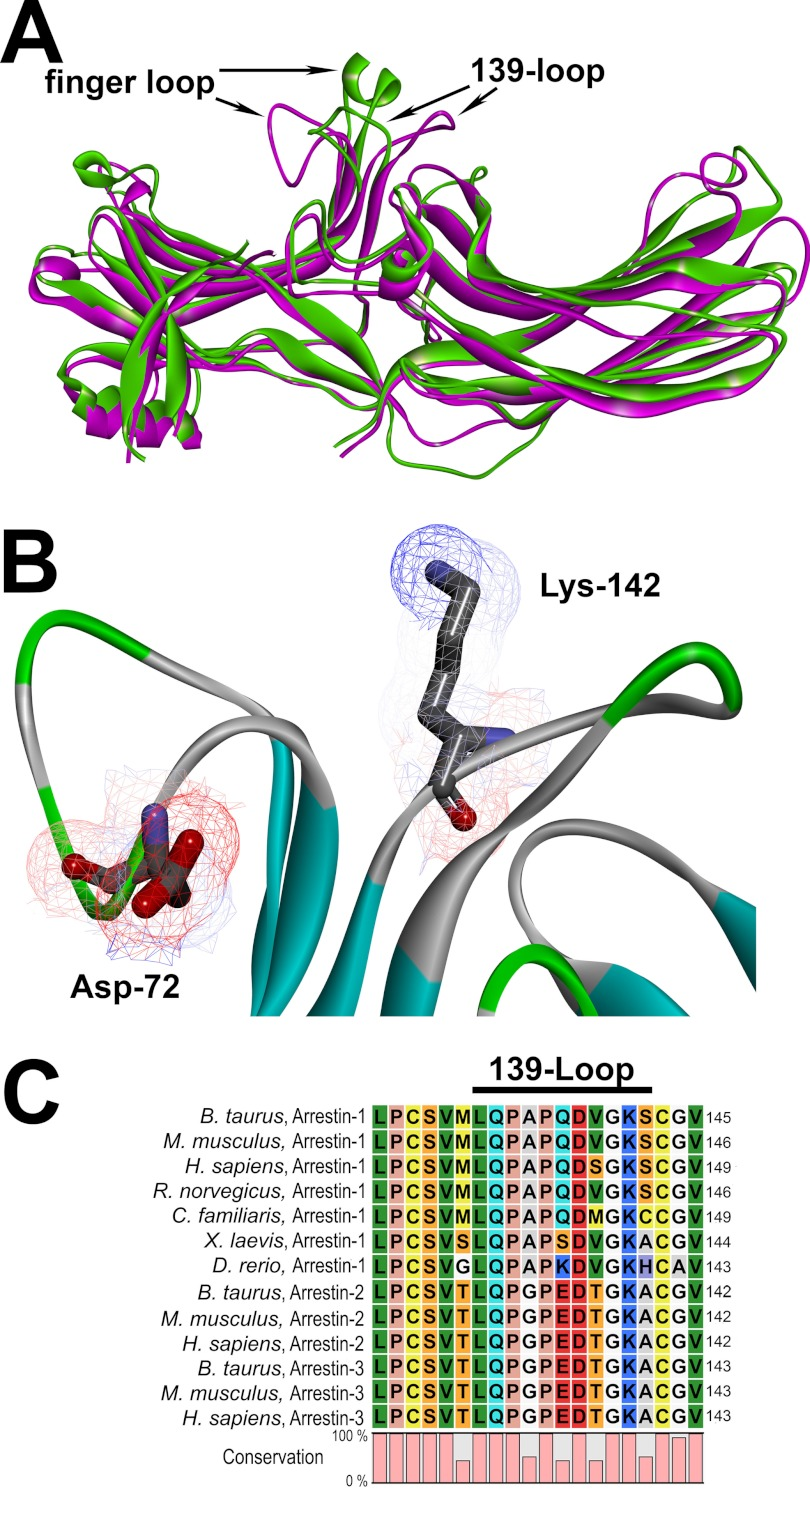 A
finger loop
139-loop
B
Lys-142
Asp-72
C
139-Loop
B. taurus, Arrestin-1 LPCSVMLQPAPQDVGKSCGV 145
M. musculus, Arrestin-1 LPCSVMLQPAPQDVGKSCGV 146
H. sapiens, Arrestin-1 LPCSVMLQPAPQDSGKSCGV 149
R. norvegicus, Arrestin-1 LPCSVMLQPAPQDVGKSCGV 146
C. familiaris, Arrestin-1 LPCSVMLQPAPQDMGKCCGV 149
X. laevis, Arrestin-1 LPCSVSLQPAPSDVGKACGV 144
D. rerio, Arrestin-1 LPCSVGLQPAPKDVGKHCAV 143
B. taurus, Arrestin-2 LPCSVTLQPGPEDTGKACGV 142
M. musculus, Arrestin-2 LPCSVTLQPGPEDTGKACGV 142
H. sapiens, Arrestin-2 LPCSVTLQPGPEDTGKACGV 142
B. taurus, Arrestin-3 LPCSVTLQPGPEDTGKACGV 143
M. musculus, Arrestin-3 LPCSVTLQPGPEDTGKACGV 143
H. sapiens, Arrestin-3 LPCSVTLQPGPEDTGKACGV 143
100 %
Conservation
0 %